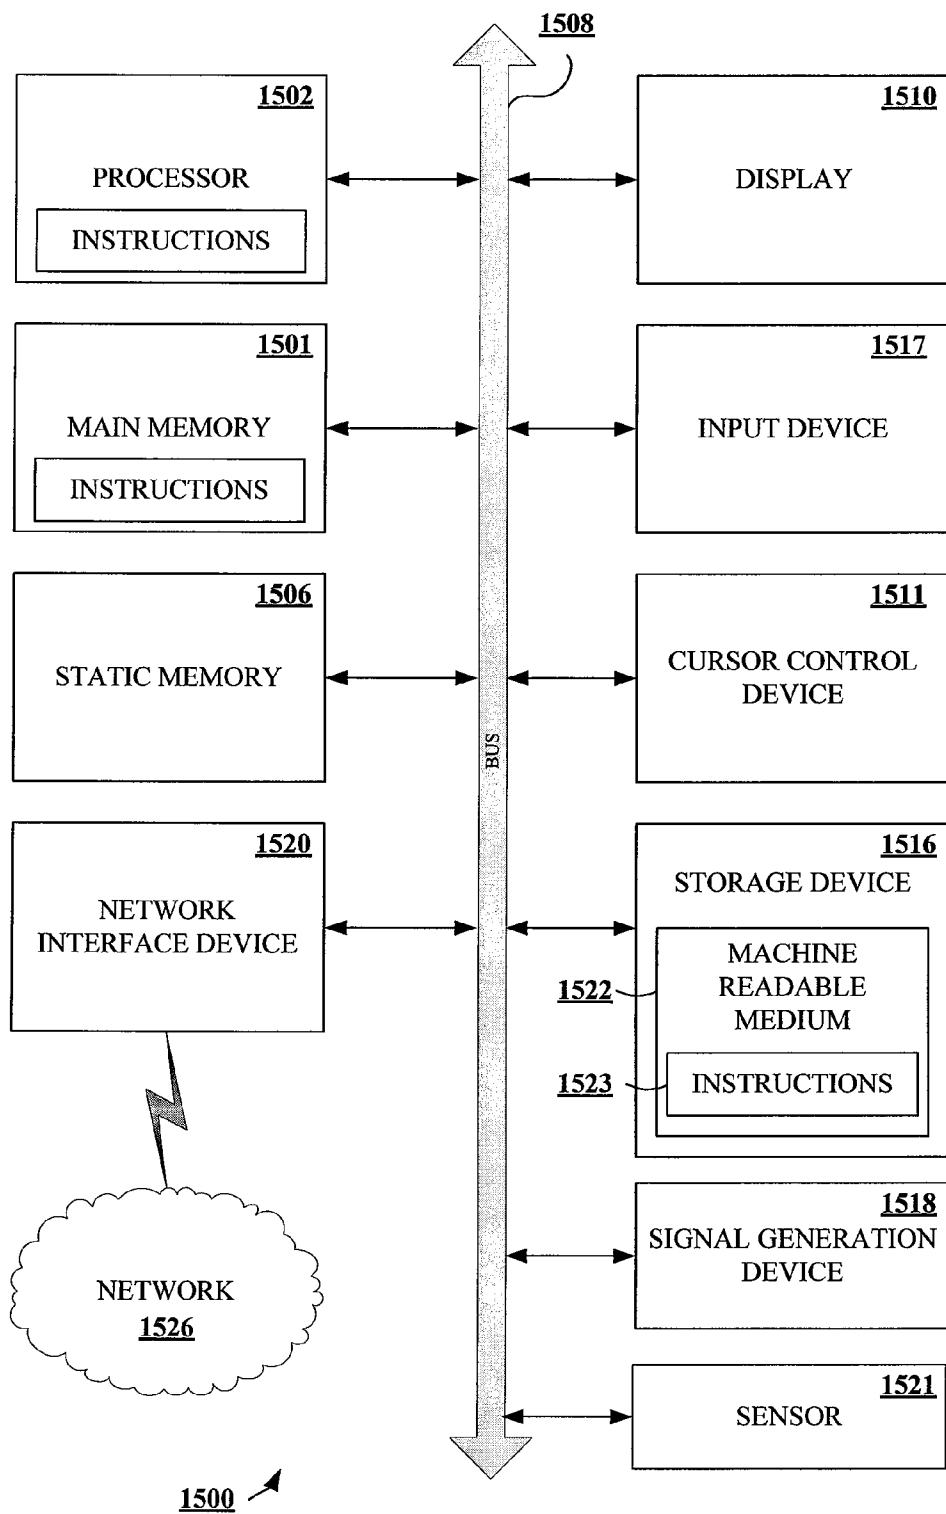 1508
1502
PROCESSOR
INSTRUCTIONS
1510
DISPLAY
1501
MAIN MEMORY
INSTRUCTIONS
1517
INPUT DEVICE
1506
STATIC MEMORY
1511
CURSOR CONTROL
DEVICE
BUS
1520
NETWORK
INTERFACE DEVICE
1516
STORAGE DEVICE
MACHINE
READABLE
MEDIUM
1522
1523
INSTRUCTIONS
1518
SIGNAL GENERATION
DEVICE
NETWORK
1526
1521
SENSOR
1500